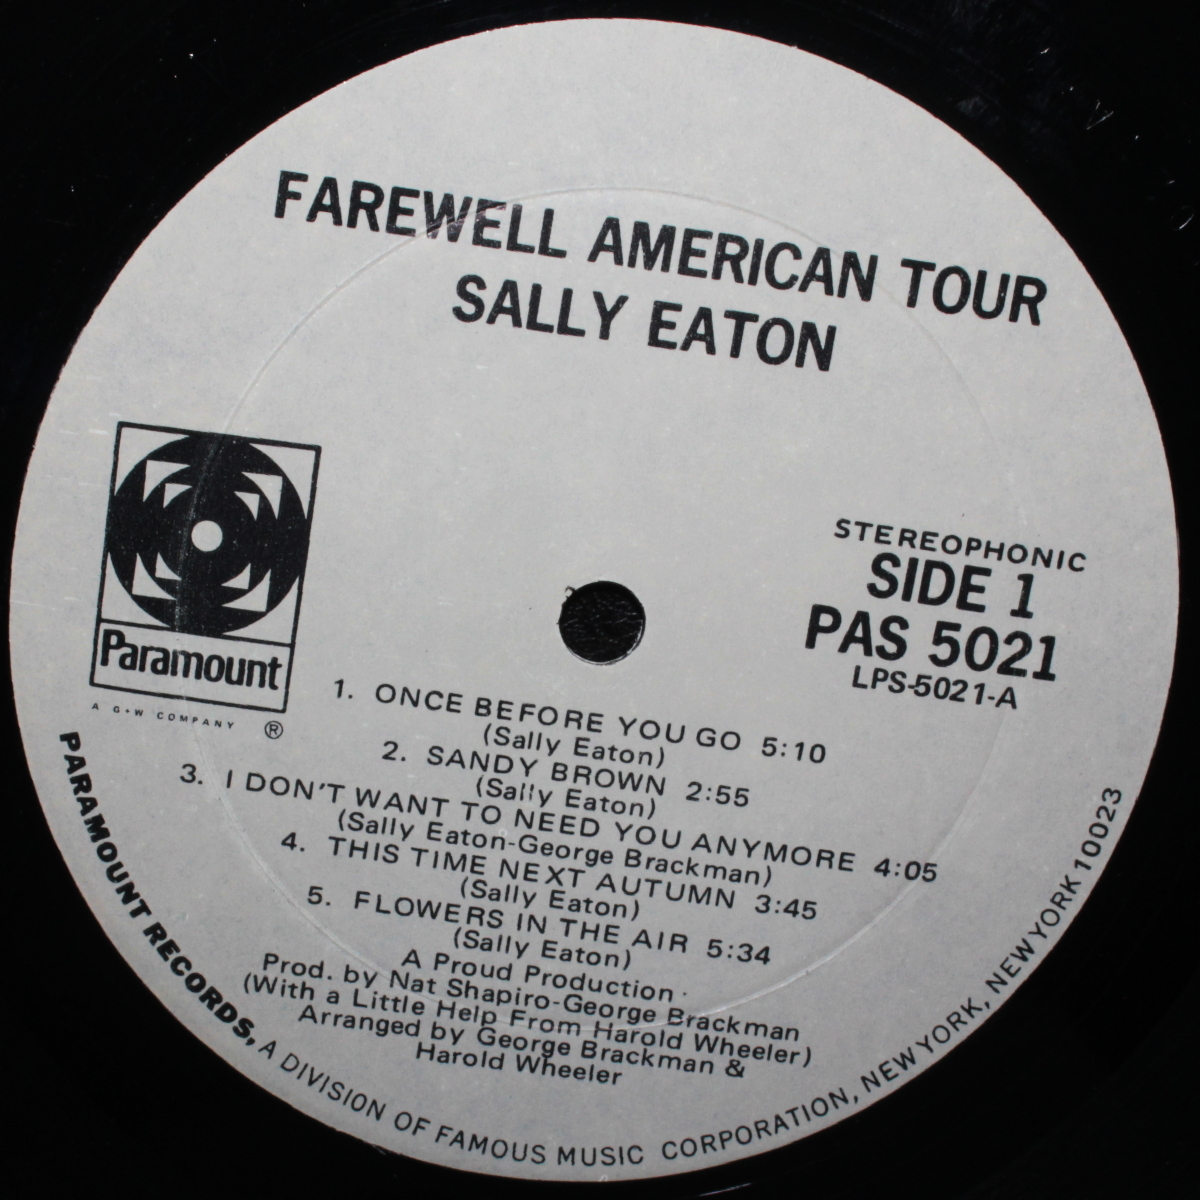 FAREWELL AMERICAN TOUR
SALLY EATON
STEREOPHONIC
SIDE 1
PAS 5021
LPS-5021-A
Paramount
A G+W COMPANY ®
1. ONCE BEFORE YOU GO 5:10
(Sally Eaton)
2. SANDY BROWN 2:55
(Sally Eaton)
3. I DON'T WANT TO NEED YOU ANYMORE 4:05
(Sally Eaton-George Brackman)
4. THIS TIME NEXT AUTUMN 3:45
(Sally Eaton)
5. FLOWERS IN THE AIR 5:34
(Sally Eaton)
A Proud Production
Prod. by Nat Shapiro-George Brackman
(With a Little Help From Harold Wheeler)
Arranged by George Brackman &
Harold Wheeler
PARAMOUNT RECORDS, A DIVISION OF FAMOUS MUSIC CORPORATION, NEW YORK, NEW YORK 10023